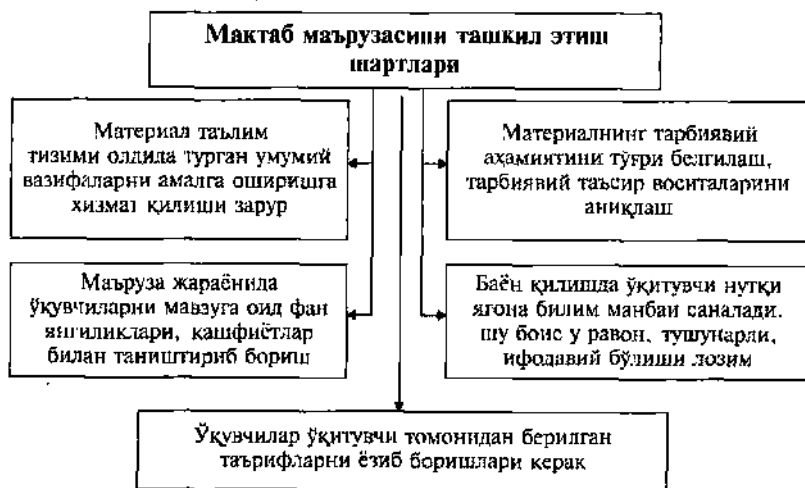 Мактаб маърузасини ташкил этиш
шартлари
Материал таълим
тизими олдида турган умумий
вазифаларни амалга оширишга
хизмат қилиши зарур
Материалнинг тарбиявий
аҳамиятини тўғри белгилаш,
тарбиявий таъсир воситаларини
аниқлаш
Маъруза жараёнида
ўқувчиларни мавзуга оид фан
янгиликлари, кашфиётлар
билан таништириб бориш
Баён қилишда ўқитувчи нутқи
ягона билим манбаи саналади.
шу боис у равон, тушунарли,
ифодавий бўлиши лозим
Ўқувчилар ўқитувчи томонидан берилган
таърифларни ёзиб боришлари керак